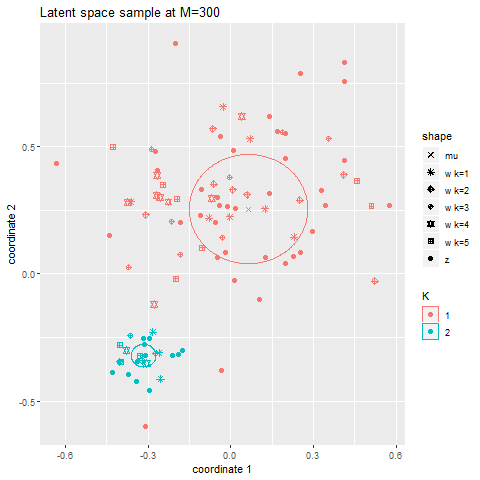 Latent space sample at M=300
coordinate 2
0.5
0.0
-0.5
-0.6
-0.3
0.0
0.3
0.6
coordinate 1
shape
mu
w k=1
w k=2
w k=3
w k=4
w k=5
z
K
1
2